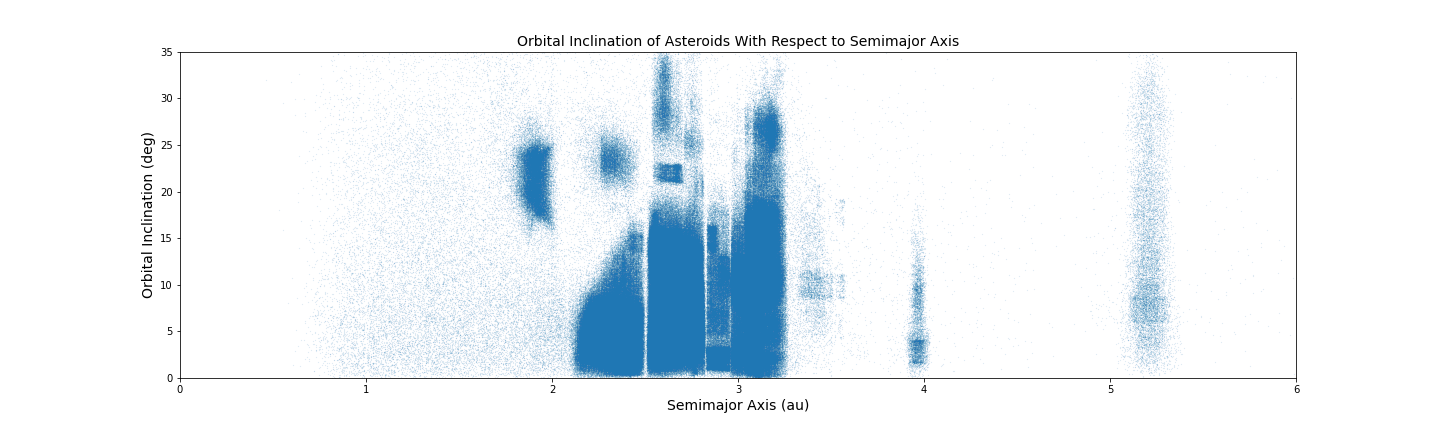 Orbital Inclination of Asteroids With Respect to Semimajor Axis
35
30
25
20
15
10
5
0
Orbital Inclination (deg)
0 1 2 3 4 5 6
Semimajor Axis (au)